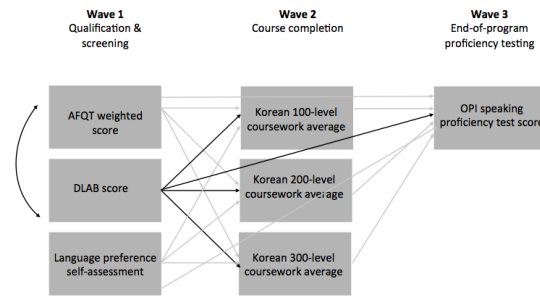 Wave 1
Qualification &
screening
Wave 2
Course completion
Wave 3
End-of-program
proficiency testing
AFQT weighted
score
Korean 100-level
coursework average
OPI speaking
proficiency test score
DLAB score
Korean 200-level
coursework average
Language preference
self-assessment
Korean 300-level
coursework average